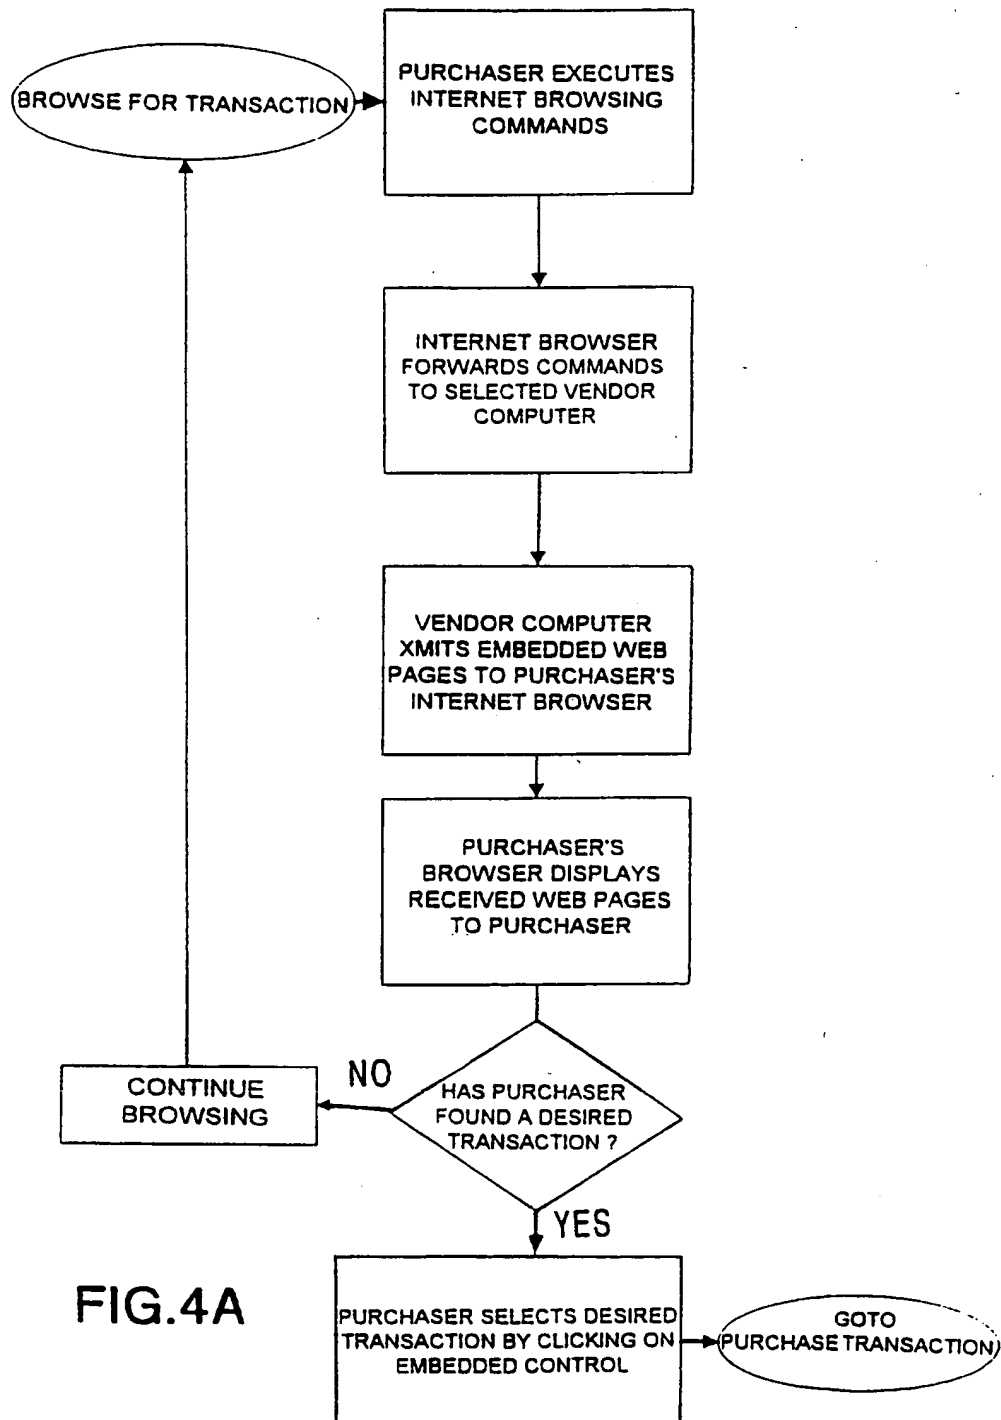 BROWSE FOR TRANSACTION
PURCHASER EXECUTES
INTERNET BROWSING
COMMANDS
INTERNET BROWSER
FORWARDS COMMANDS
TO SELECTED VENDOR
COMPUTER
VENDOR COMPUTER
XMITS EMBEDDED WEB
PAGES TO PURCHASER'S
INTERNET BROWSER
PURCHASER'S
BROWSER DISPLAYS
RECEIVED WEB PAGES
TO PURCHASER
HAS PURCHASER
FOUND A DESIRED
TRANSACTION ?
NO
CONTINUE
BROWSING
YES
PURCHASER SELECTS DESIRED
TRANSACTION BY CLICKING ON
EMBEDDED CONTROL
GOTO
PURCHASE TRANSACTION
FIG.4A